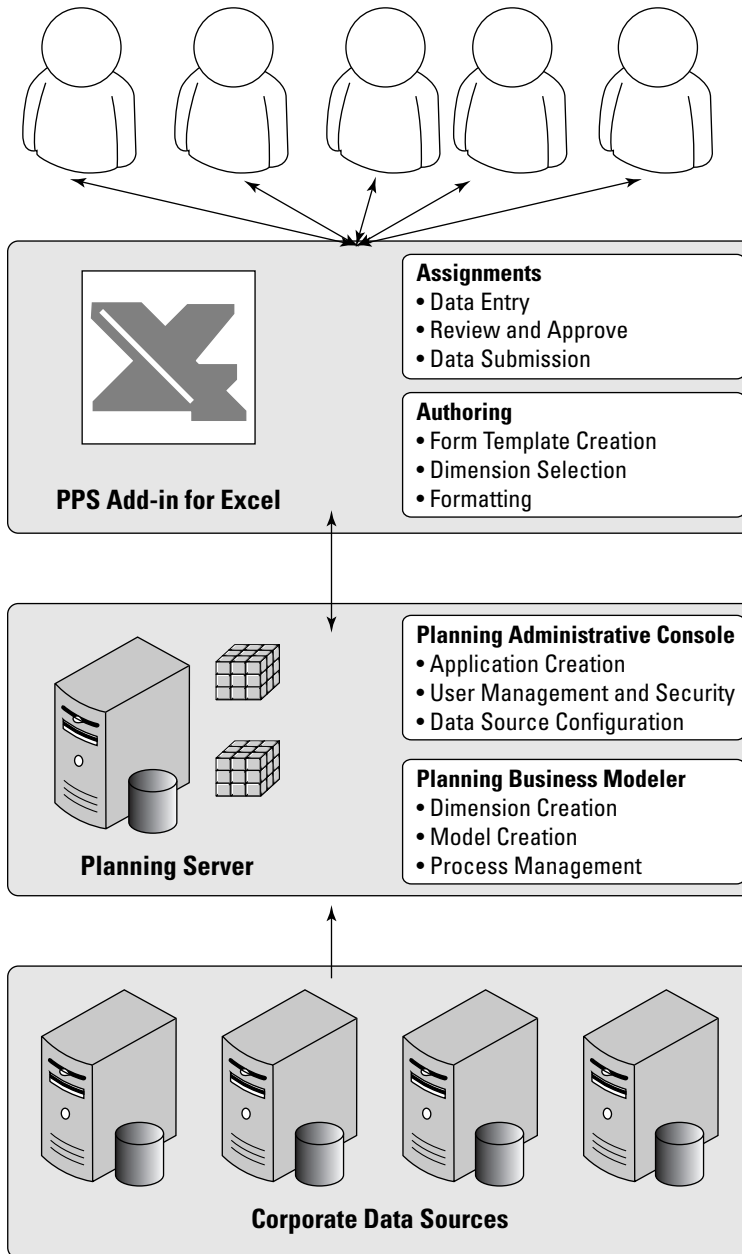 Assignments
• Data Entry
• Review and Approve
• Data Submission
Authoring
• Form Template Creation
• Dimension Selection
• Formatting
PPS Add-in for Excel
Planning Administrative Console
• Application Creation
• User Management and Security
• Data Source Configuration
Planning Business Modeler
• Dimension Creation
• Model Creation
• Process Management
Planning Server
Corporate Data Sources